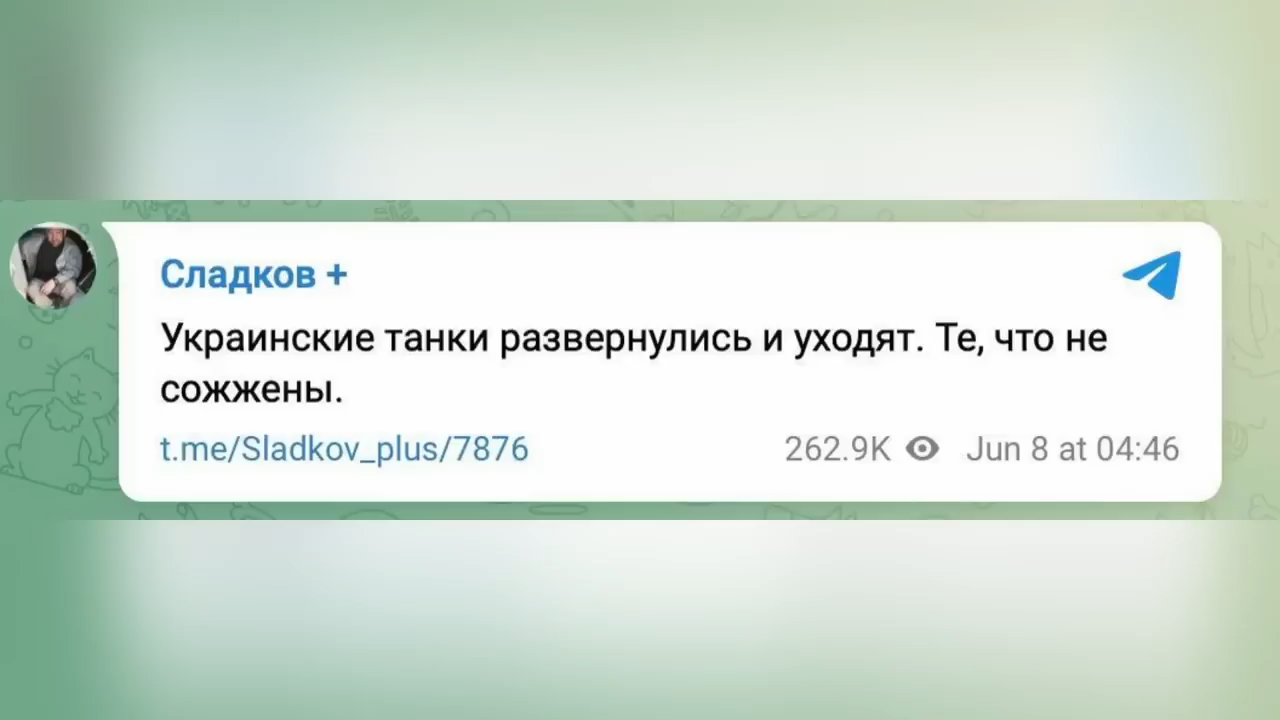 Сладков +
Украинские танки развернулись и уходят. Те, что не
сожжены.
t.me/Sladkov_plus/7876
262.9K Jun 8 at 04:46